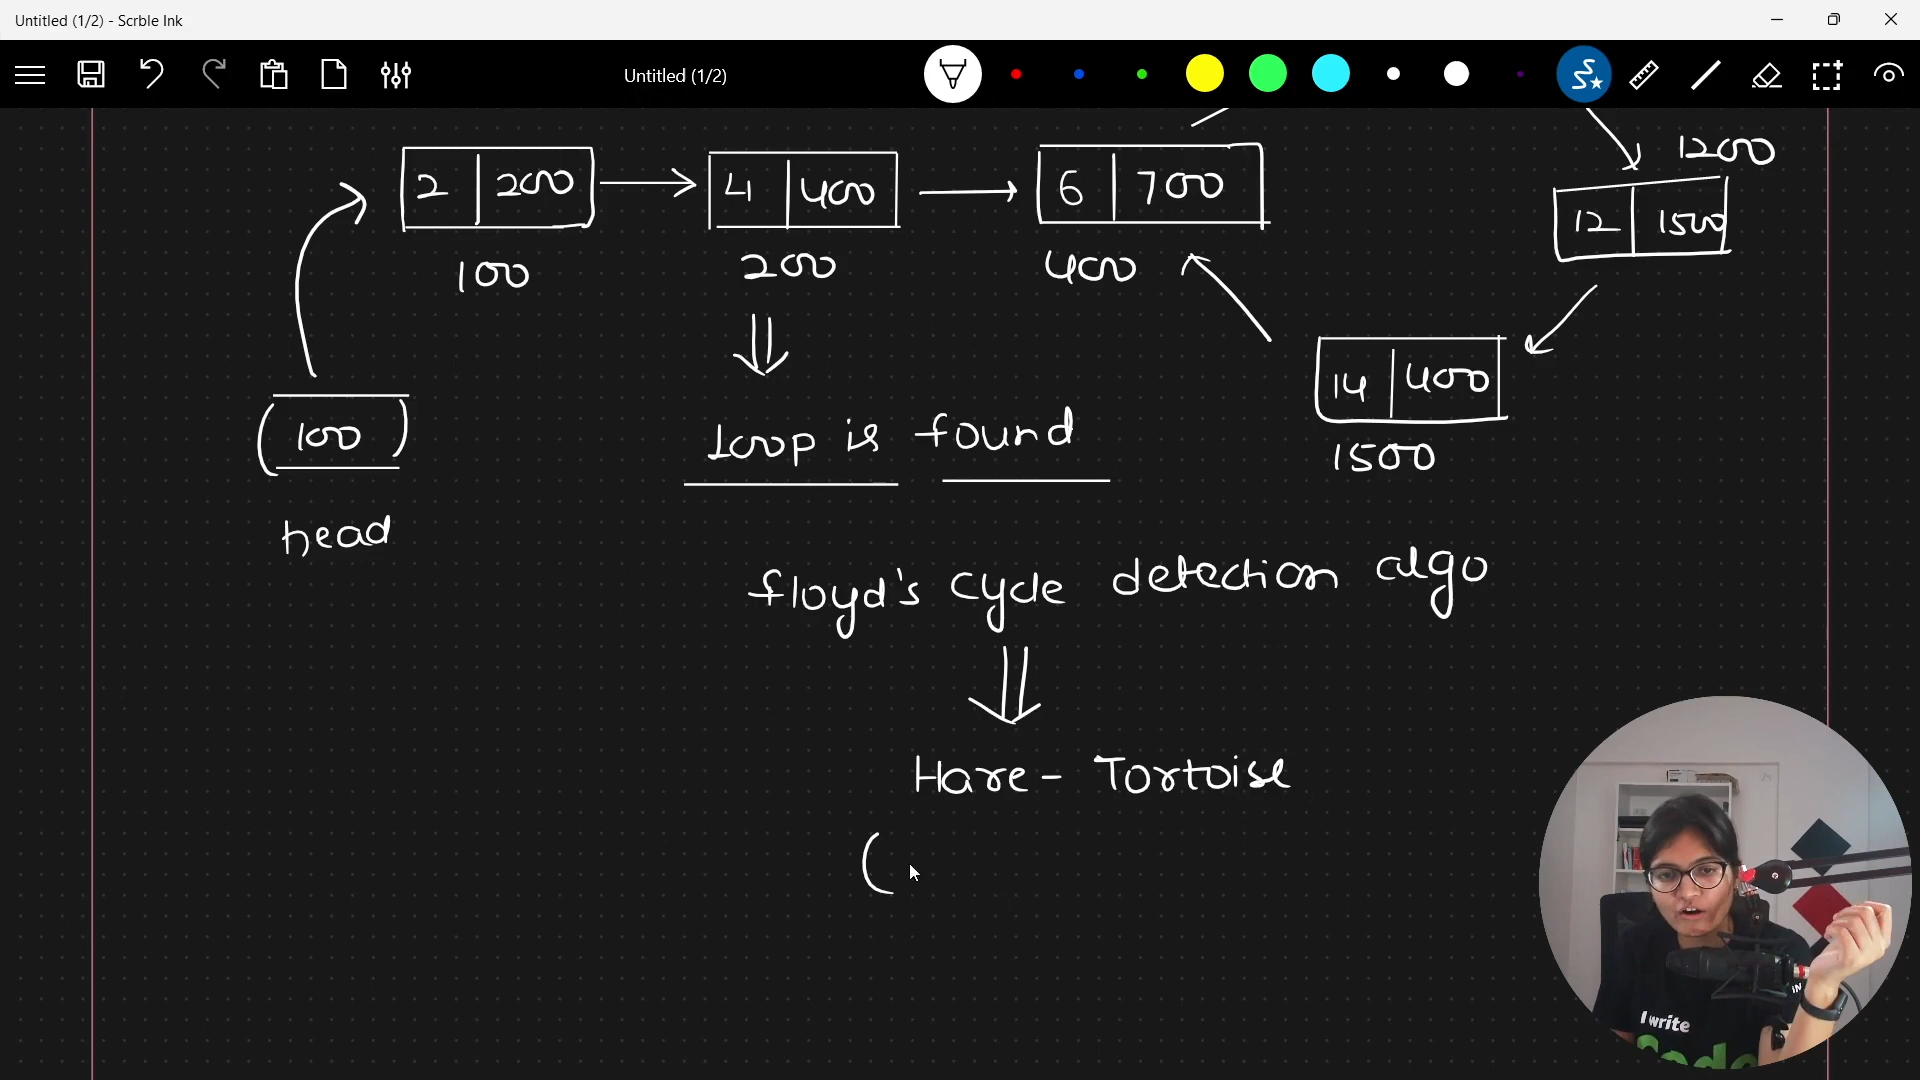 Untitled (1/2) - Scrble Ink
Untitled (1/2)
1200
2 200
4 400
6 700
12 1500
100
200
400
14 400
1500
(100)
head
Loop is found
floyd's cycle detection algo
Hare - Tortoise
(
I write